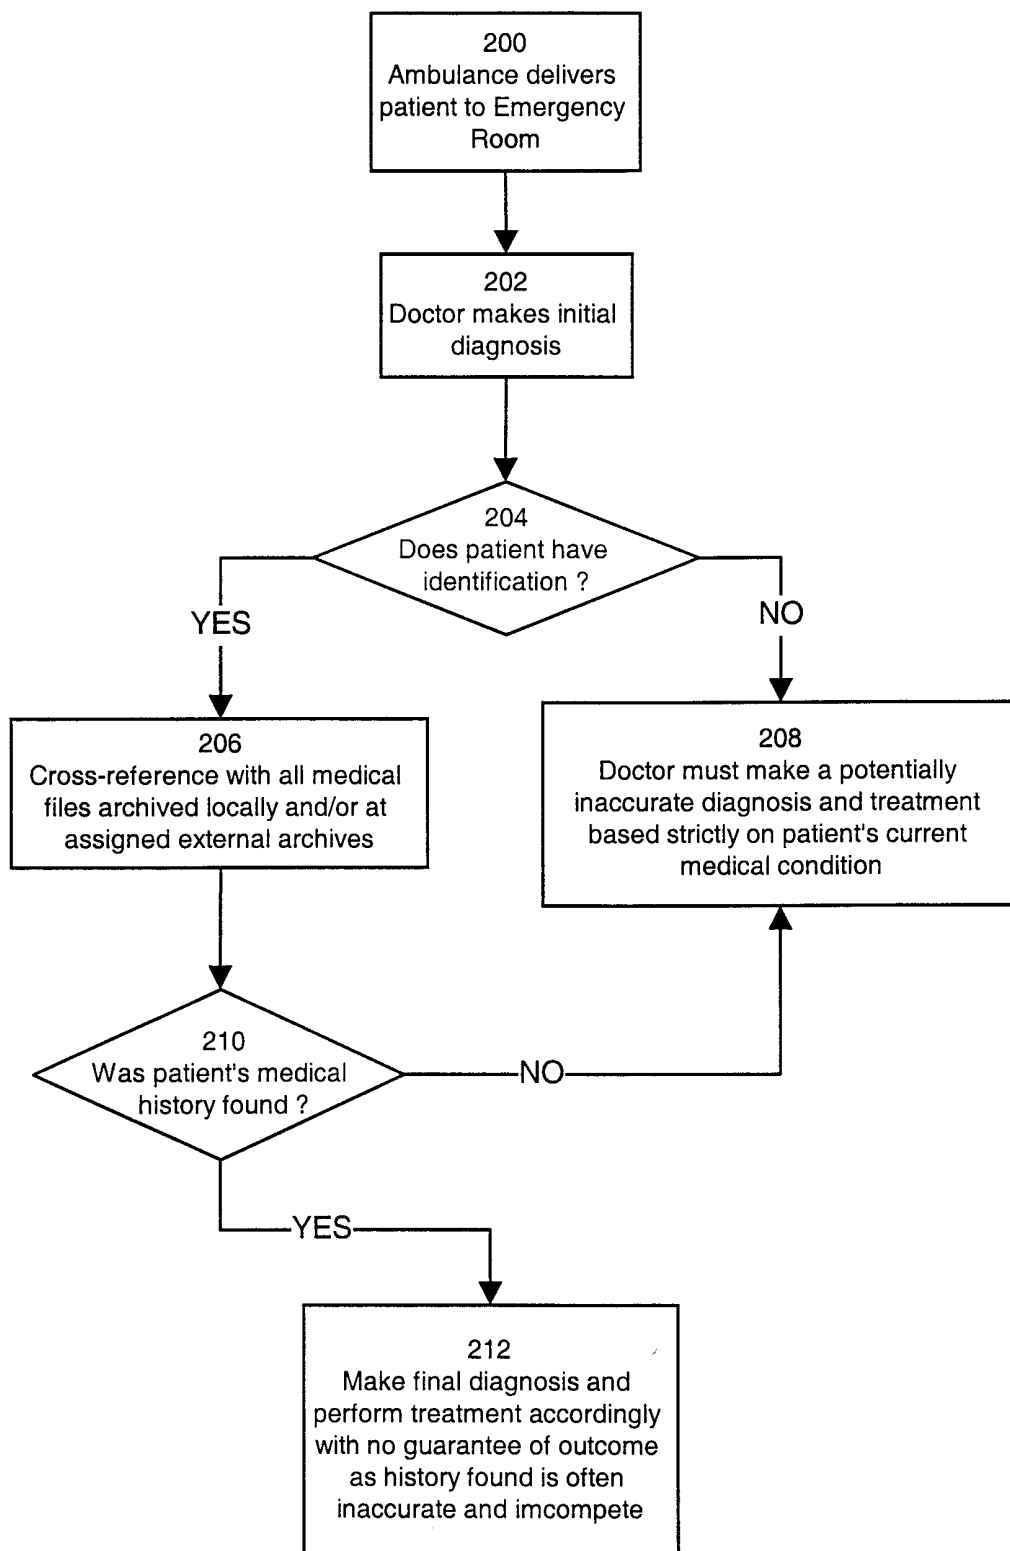 200
Ambulance delivers
patient to Emergency
Room
202
Doctor makes initial
diagnosis
204
Does patient have
identification ?
YES
NO
206
Cross-reference with all medical
files archived locally and/or at
assigned external archives
208
Doctor must make a potentially
inaccurate diagnosis and treatment
based strictly on patient's current
medical condition
210
Was patient's medical
history found ?
NO
YES
212
Make final diagnosis and
perform treatment accordingly
with no guarantee of outcome
as history found is often
inaccurate and imcompete